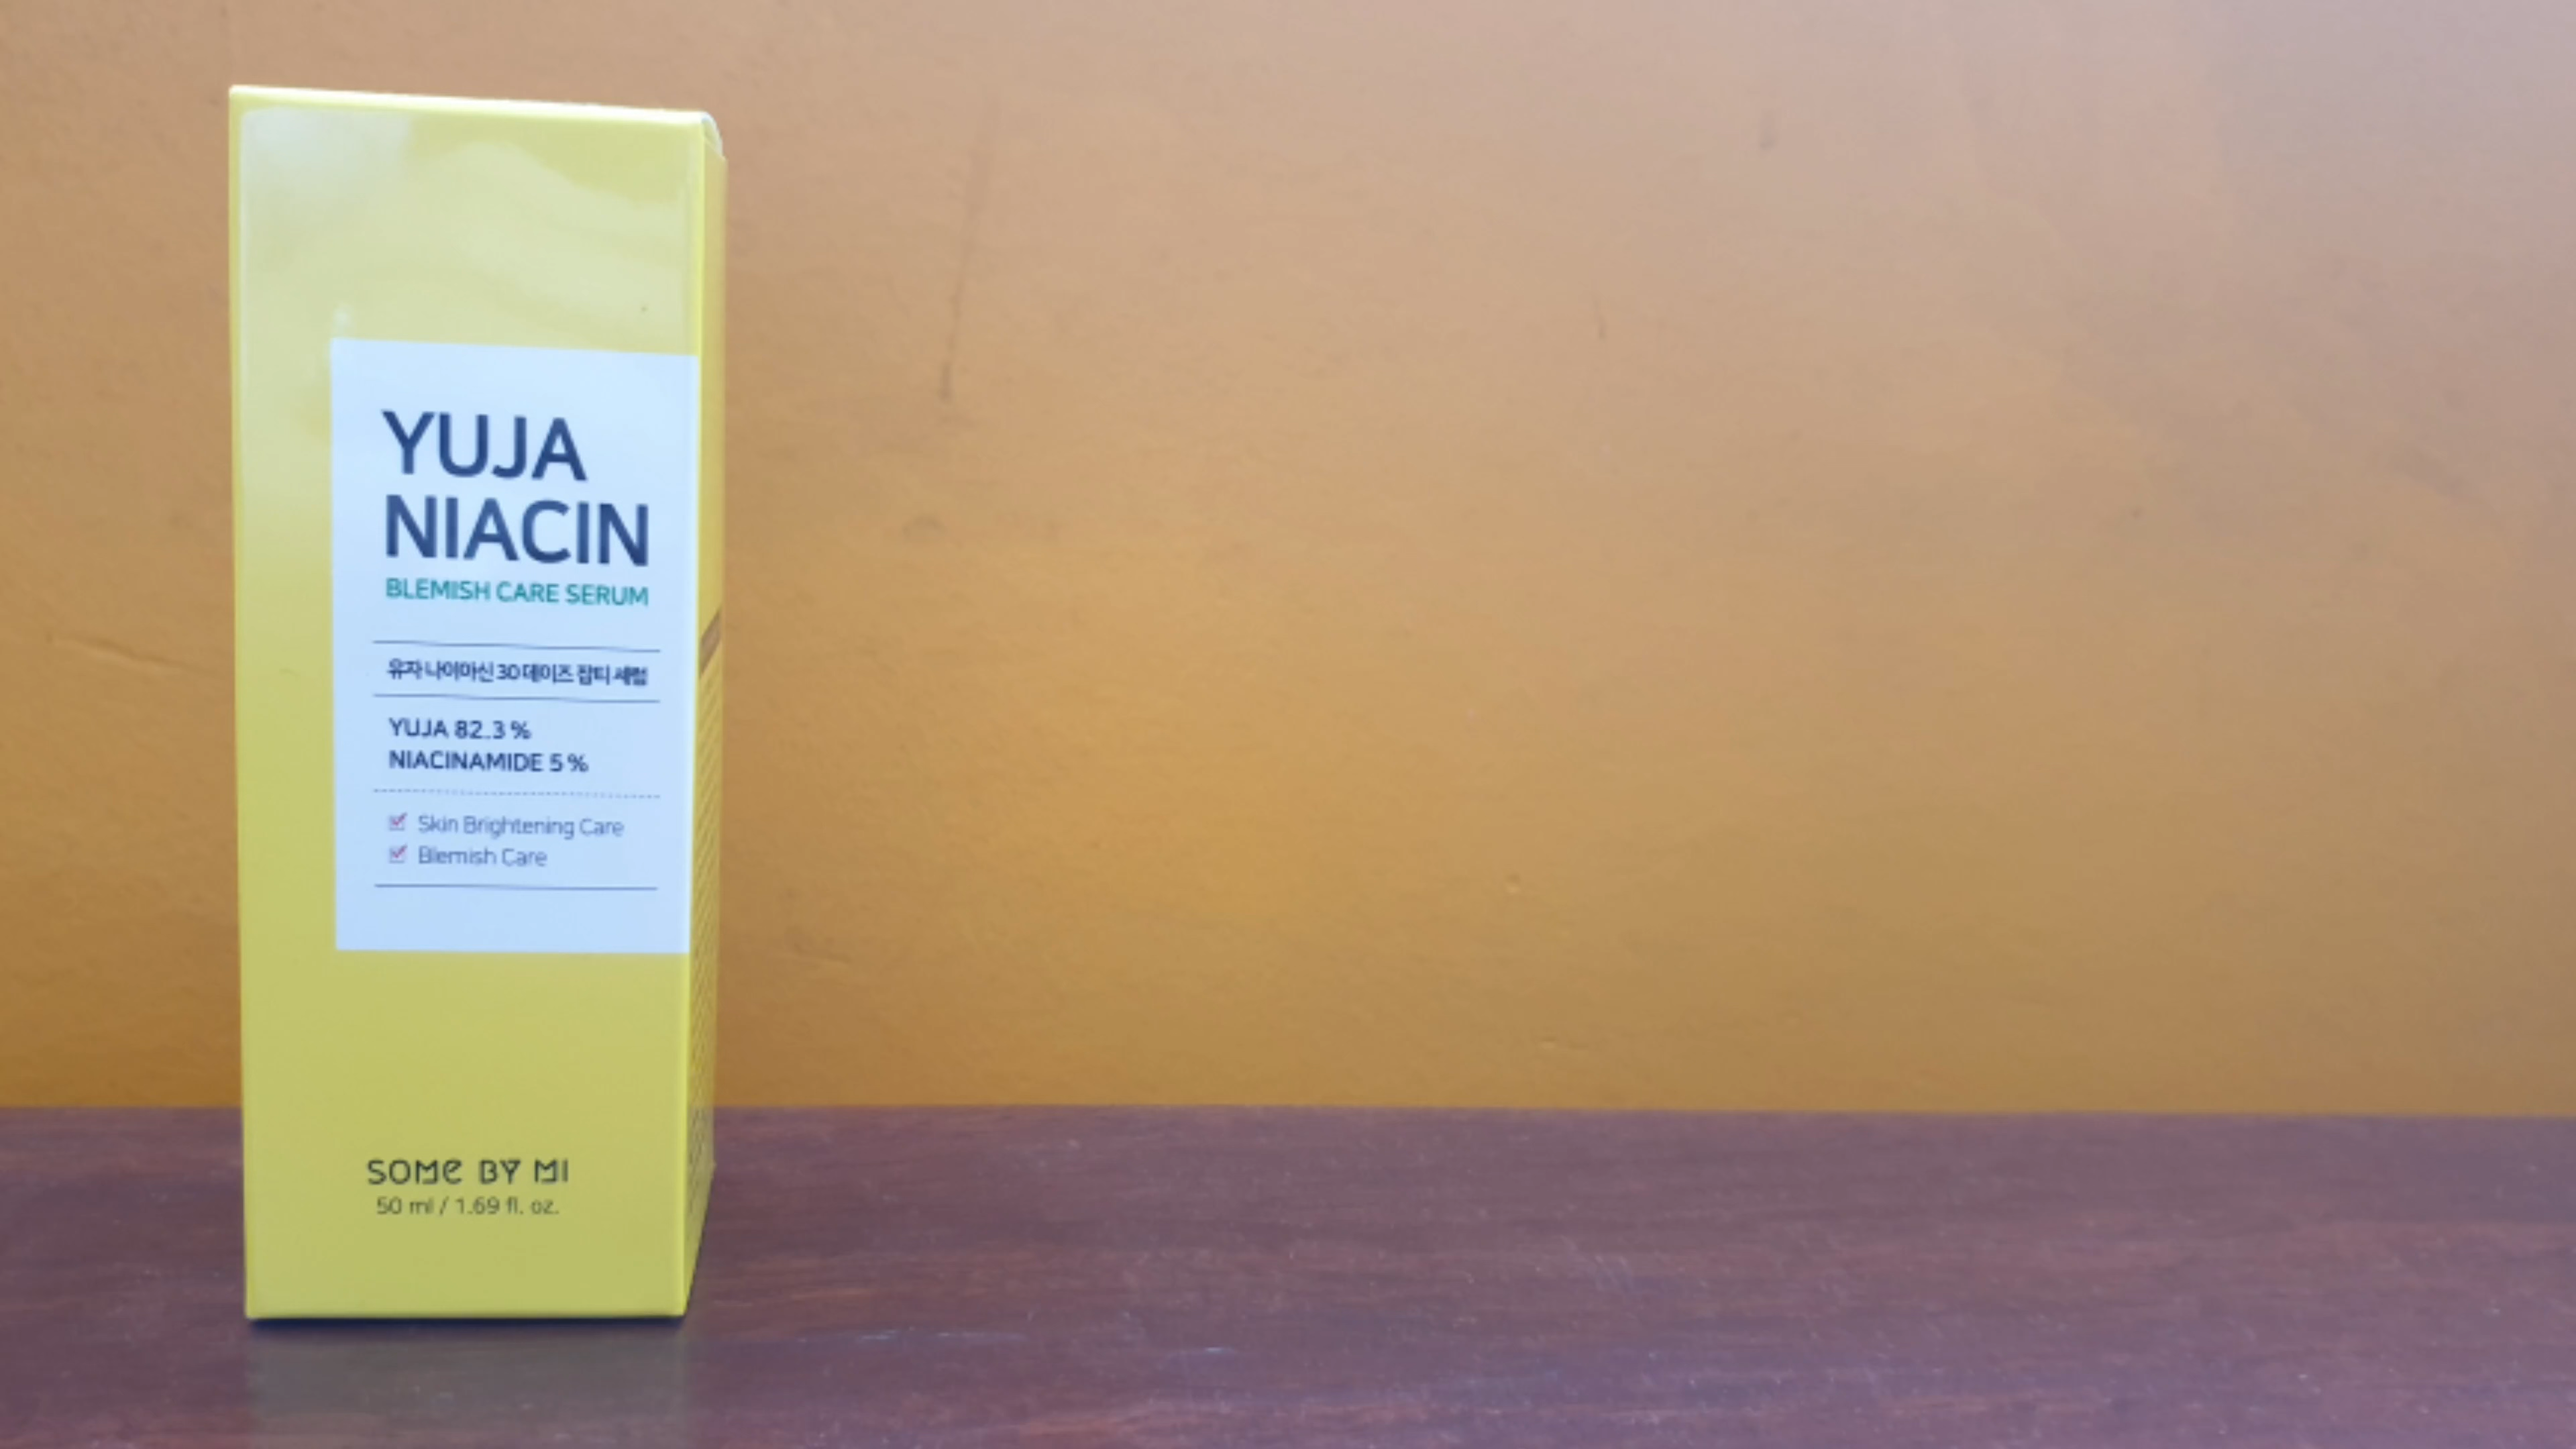 YUJA
NIACIN
BLEMISH CARE SERUM
유자 나이아신 30 데이즈 잡티 세럼
YUJA 82.3 %
NIACINAMIDE 5 %
Skin Brightening Care
Blemish Care
SOME BY MI
50 ml / 1.69 fl. oz.